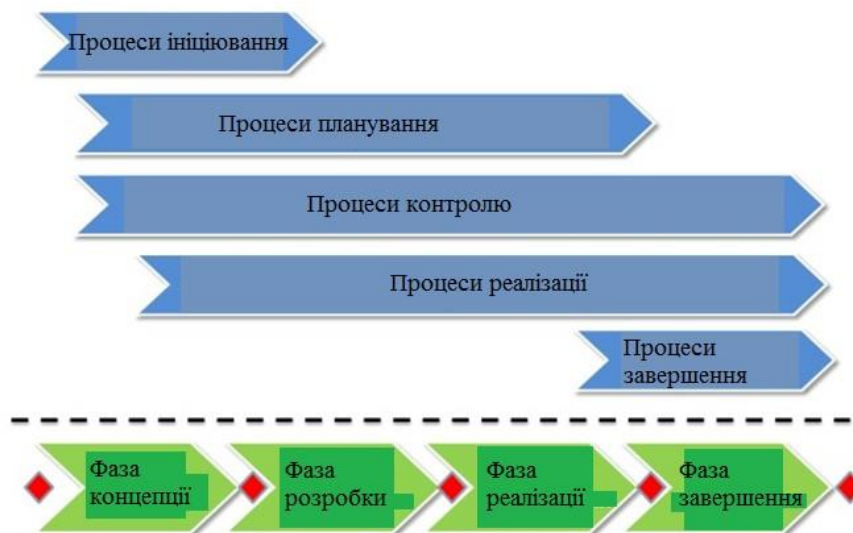 Процеси ініціювання
Процеси планування
Процеси контролю
Процеси реалізації
Процеси
завершення
Фаза
концепції
Фаза
розробки
Фаза
реалізації
Фаза
завершення